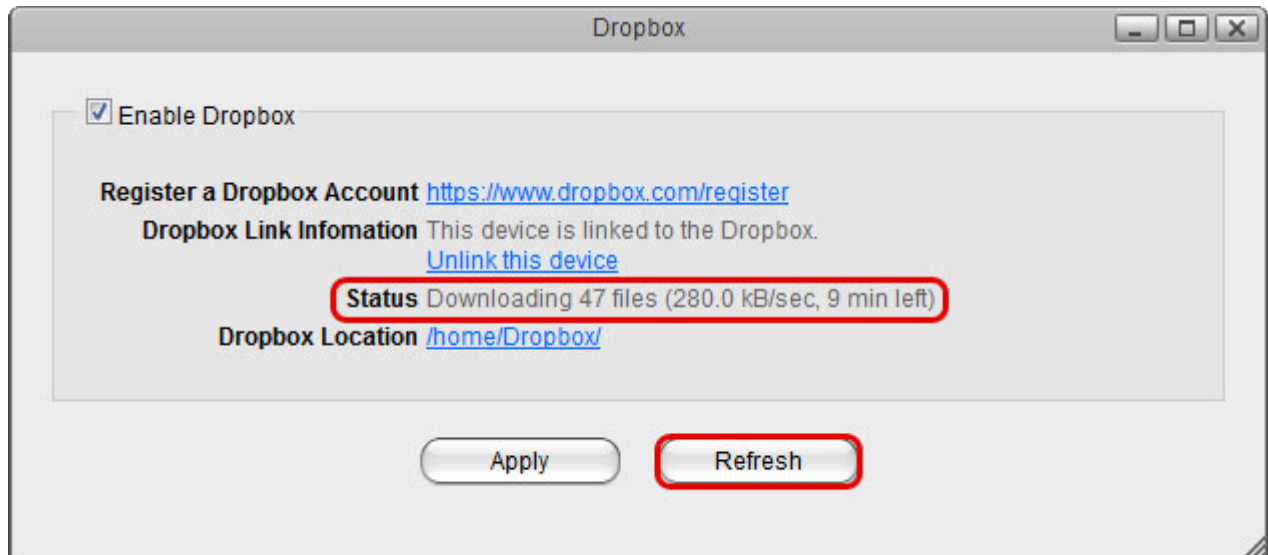 Dropbox
Enable Dropbox
Register a Dropbox Account https://www.dropbox.com/register
Dropbox Link Infomation This device is linked to the Dropbox.
Unlink this device
Status Downloading 47 files (280.0 kB/sec, 9 min left)
Dropbox Location /home/Dropbox/
Apply Refresh